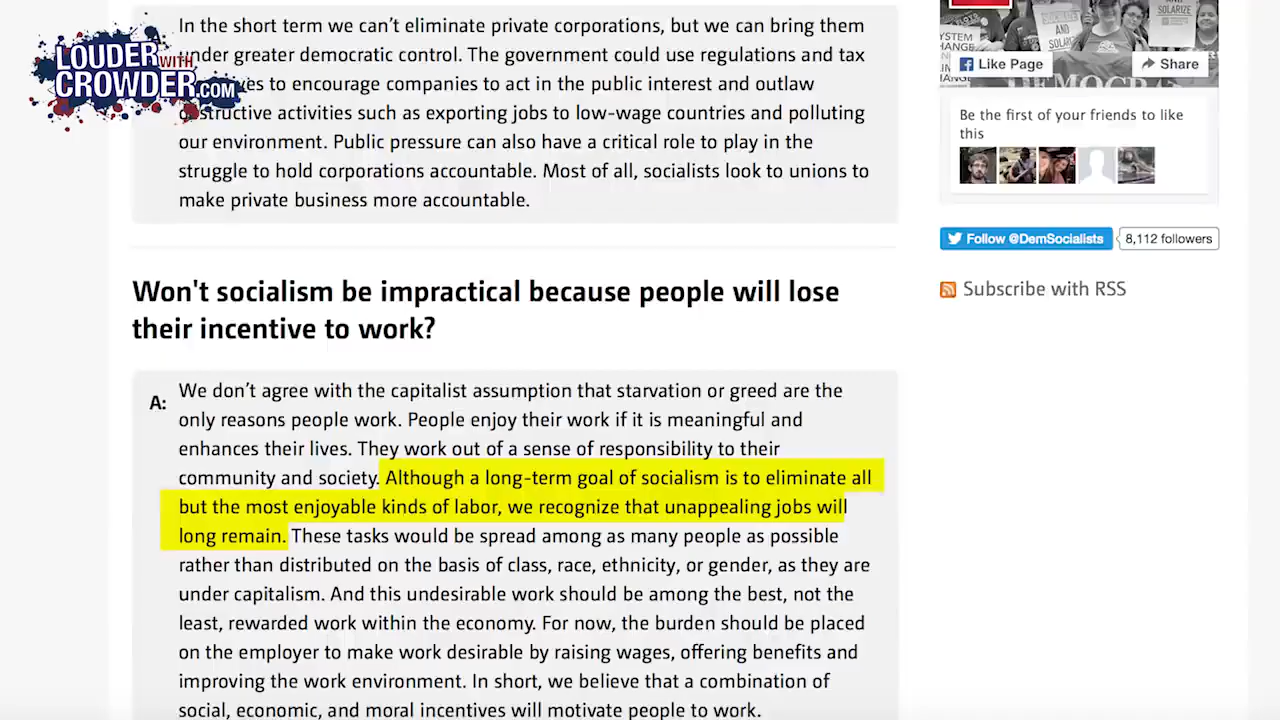 In the short term we can't eliminate private corporations, but we can bring them
under greater democratic control. The government could use regulations and tax
to encourage companies to act in the public interest and outlaw
destructive activities such as exporting jobs to low-wage countries and polluting
our environment. Public pressure can also have a critical role to play in the
struggle to hold corporations accountable. Most of all, socialists look to unions to
make private business more accountable.
LOUDER WITH
CROWDER.COM
Won't socialism be impractical because people will lose
their incentive to work?
A:
We don't agree with the capitalist assumption that starvation or greed are the
only reasons people work. People enjoy their work if it is meaningful and
enhances their lives. They work out of a sense of responsibility to their
community and society. Although a long-term goal of socialism is to eliminate all
but the most enjoyable kinds of labor, we recognize that unappealing jobs will
long remain. These tasks would be spread among as many people as possible
rather than distributed on the basis of class, race, ethnicity, or gender, as they are
under capitalism. And this undesirable work should be among the best, not the
least, rewarded work within the economy. For now, the burden should be placed
on the employer to make work desirable by raising wages, offering benefits and
improving the work environment. In short, we believe that a combination of
social, economic, and moral incentives will motivate people to work.
AND
SOLARIZE
Like Page
Share
Be the first of your friends to like
this
Follow @DemSocialists
8,112 followers
Subscribe with RSS